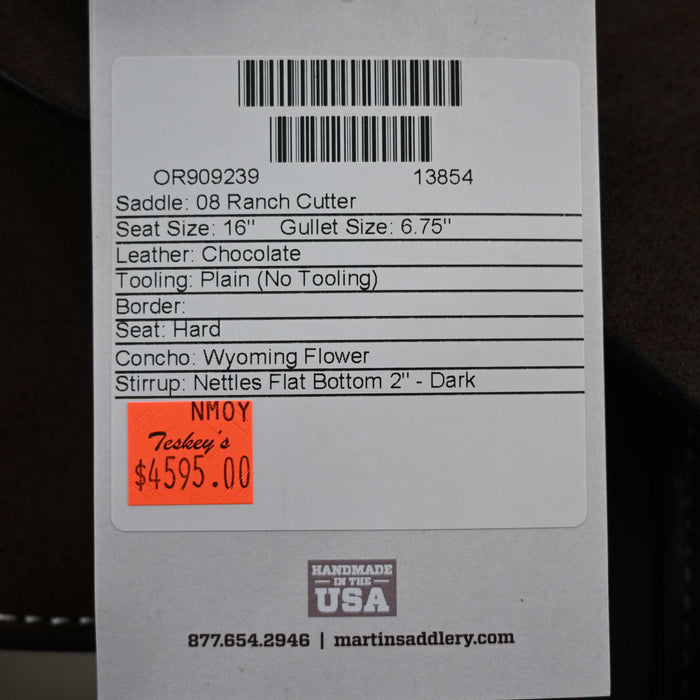 OR909239 13854
Saddle: 08 Ranch Cutter
Seat Size: 16" Gullet Size: 6.75"
Leather: Chocolate
Tooling: Plain (No Tooling)
Border:
Seat: Hard
Concho: Wyoming Flower
Stirrup: Nettles Flat Bottom 2" - Dark
NMOY
Teskey's
$4595.00
HANDMADE
IN THE
USA
877.654.2946 | martinsaddlery.com